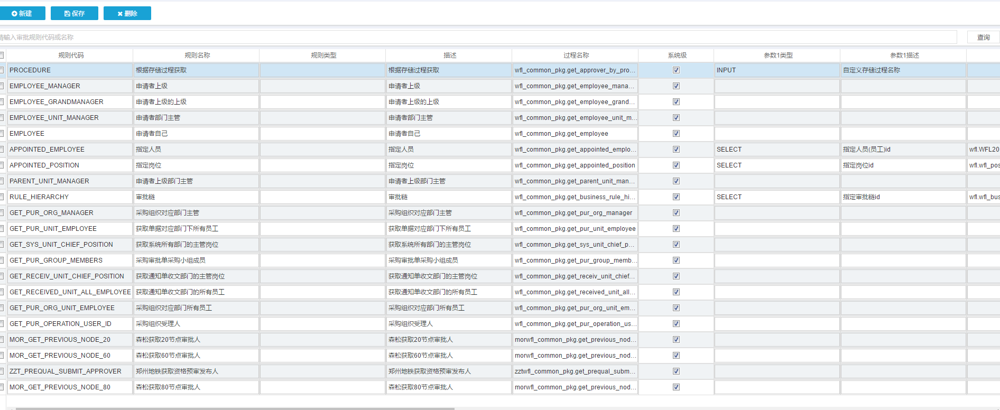 新建 保存 删除
请输入审批规则代码或名称 查询
规则代码 规则名称 规则类型 描述 过程名称 系统级 参数1类型 参数1描述
PROCEDURE 根据存储过程获取 根据存储过程获取 wfl_common_pkg.get_approver_by_pro... INPUT 自定义存储过程名称
EMPLOYEE_MANAGER 申请者上级 申请者上级 wfl_common_pkg.get_employee_mana...
EMPLOYEE_GRANDMANAGER 申请者上级的上级 申请者上级的上级 wfl_common_pkg.get_employee_grand...
EMPLOYEE_UNIT_MANAGER 申请者部门主管 申请者部门主管 wfl_common_pkg.get_employee_unit_m...
EMPLOYEE 申请者自己 申请者自己 wfl_common_pkg.get_employee
APPOINTED_EMPLOYEE 指定人员 指定人员 wfl_common_pkg.get_appointed_emplo... SELECT 指定人员(员工)id wfl.WFL20
APPOINTED_POSITION 指定岗位 指定岗位 wfl_common_pkg.get_appointed_position SELECT 指定岗位id wfl.wfl_pos
PARENT_UNIT_MANAGER 申请者上级部门主管 申请者上级部门主管 wfl_common_pkg.get_parent_unit_man...
RULE_HIERARCHY 审批链 审批链 wfl_common_pkg.get_business_rule_hi... SELECT 指定审批链id wfl.wfl_bus
GET_PUR_ORG_MANAGER 采购组织对应部门主管 采购组织对应部门主管 wfl_common_pkg.get_pur_org_manager
GET_PUR_UNIT_EMPLOYEE 获取单据对应部门下所有员工 获取单据对应部门下所有员工 wfl_common_pkg.get_pur_unit_employee
GET_SYS_UNIT_CHIEF_POSITION 获取系统所有部门的主管岗位 获取系统所有部门的主管岗位 wfl_common_pkg.get_sys_unit_chief_p...
GET_PUR_GROUP_MEMBERS 采购审批单采购小组成员 采购审批单采购小组成员 wfl_common_pkg.get_pur_group_memb...
GET_RECEIV_UNIT_CHIEF_POSITION 获取通知单收文部门的主管岗位 获取通知单收文部门的主管岗位 wfl_common_pkg.get_receiv_unit_chief...
GET_RECEIVED_UNIT_ALL_EMPLOYEE 获取通知单收文部门的所有员工 获取通知单收文部门的所有员工 wfl_common_pkg.get_received_unit_all...
GET_PUR_ORG_UNIT_EMPLOYEE 采购组织对应部门所有员工 采购组织对应部门所有员工 wfl_common_pkg.get_pur_org_unit_em...
GET_PUR_OPERATION_USER_ID 采购组织受理人 采购组织受理人 wfl_common_pkg.get_pur_operation_us...
MOR_GET_PREVIOUS_NODE_20 森松获取20节点审批人 森松获取20节点审批人 morwfl_common_pkg.get_previous_nod...
MOR_GET_PREVIOUS_NODE_60 森松获取60节点审批人 森松获取60节点审批人 morwfl_common_pkg.get_previous_nod...
ZZT_PREQUAL_SUBMIT_APPROVER 郑州地铁获取资格预审发布人 郑州地铁获取资格预审发布人 zztwfl_common_pkg.get_prequal_subm...
MOR_GET_PREVIOUS_NODE_80 森松获取80节点审批人 森松获取80节点审批人 morwfl_common_pkg.get_previous_nod...